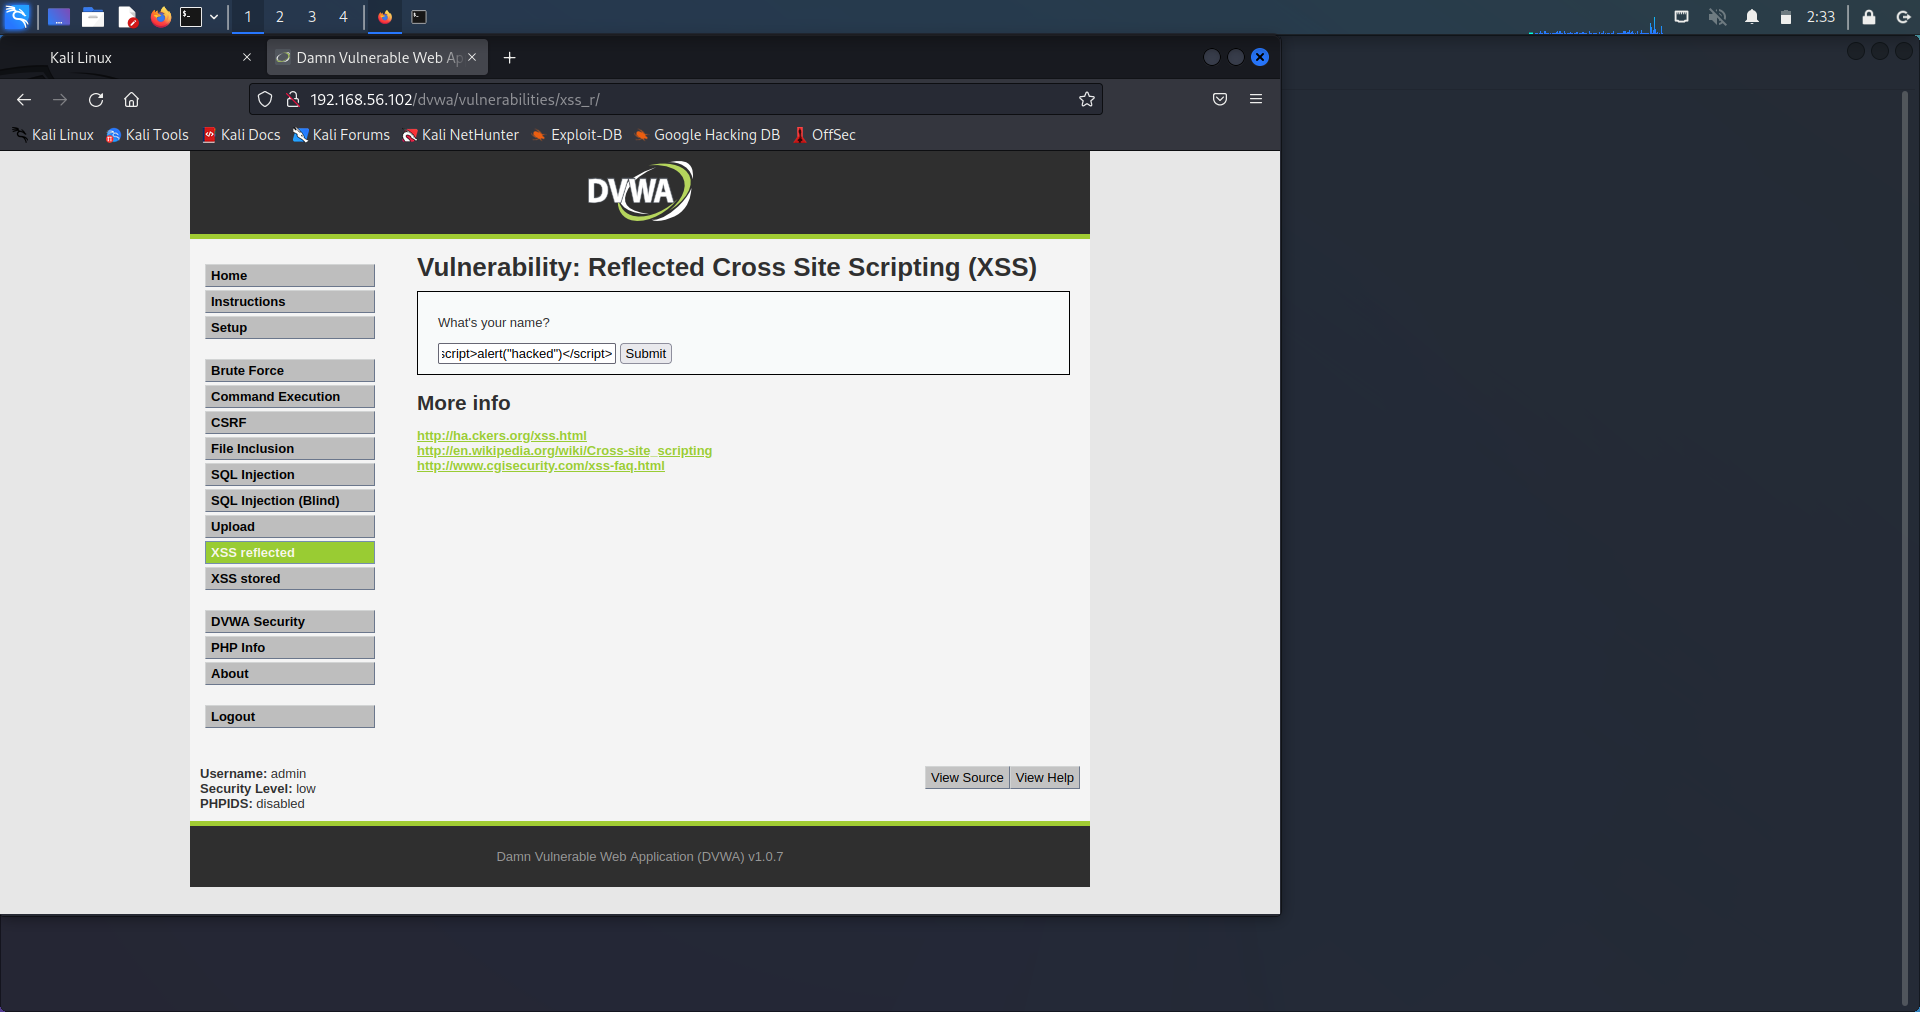 1 2 3 4 2:33
Kali Linux Damn Vulnerable Web Ap
192.168.56.102/dvwa/vulnerabilities/xss_r/
Kali Linux Kali Tools Kali Docs Kali Forums Kali NetHunter Exploit-DB Google Hacking DB OffSec
DVWA
Home
Instructions
Setup
Brute Force
Command Execution
CSRF
File Inclusion
SQL Injection
SQL Injection (Blind)
Upload
XSS reflected
XSS stored
DVWA Security
PHP Info
About
Logout
Vulnerability: Reflected Cross Site Scripting (XSS)
What's your name?
script>alert("hacked")</script> Submit
More info
http://ha.ckers.org/xss.html
http://en.wikipedia.org/wiki/Cross-site_scripting
http://www.cgisecurity.com/xss-faq.html
Username: admin
Security Level: low
PHPIDS: disabled
View Source View Help
Damn Vulnerable Web Application (DVWA) v1.0.7